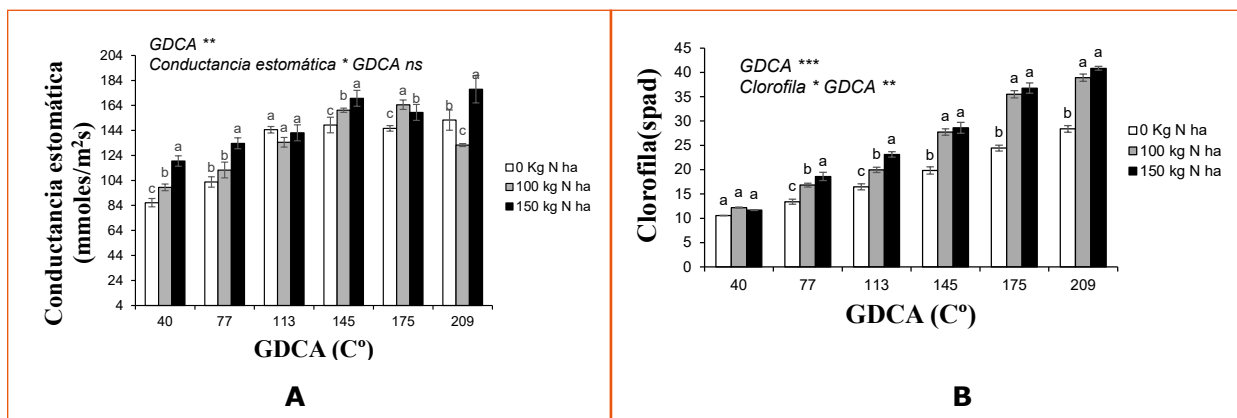 GDCA **
Conductancia estomática * GDCA ns
Conductancia estomática
(mmoles/m²s)
204
184
164
144
124
104
84
64
44
24
4
c b a
c b a
a a a
c b a
c a b
b c a
0 Kg N ha
100 kg N ha
150 kg N ha
40 77 113 145 175 209
GDCA (Cº)
A
GDCA ***
Clorofila * GDCA **
Clorofila(spad)
45
40
35
30
25
20
15
10
5
0
a a a
c b a
b b a
b a a
b a a
b a a
0 Kg N ha
100 kg N ha
150 kg N ha
40 77 113 145 175 209
GDCA (Cº)
B